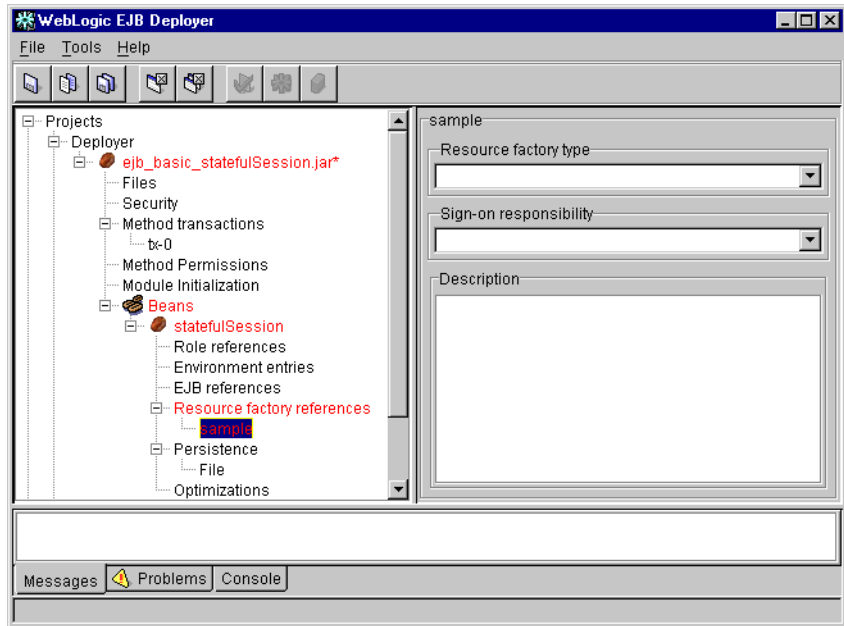 WebLogic EJB Deployer
File Tools Help
Projects
Deployer
ejb_basic_statefulSession.jar*
Files
Security
Method transactions
tx-0
Method Permissions
Module Initialization
Beans
statefulSession
Role references
Environment entries
EJB references
Resource factory references
sample
Persistence
File
Optimizations
sample
Resource factory type
Sign-on responsibility
Description
Messages Problems Console